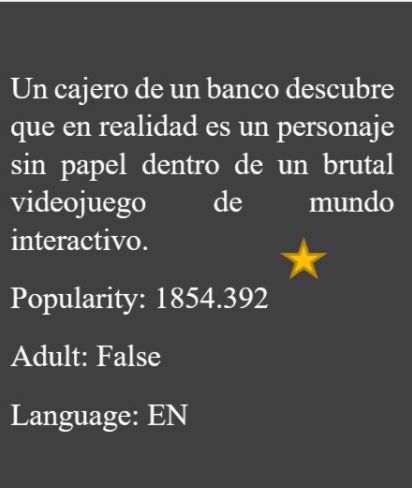 Un cajero de un banco descubre
que en realidad es un personaje
sin papel dentro de un brutal
videojuego de mundo
interactivo.
Popularity: 1854.392
Adult: False
Language: EN